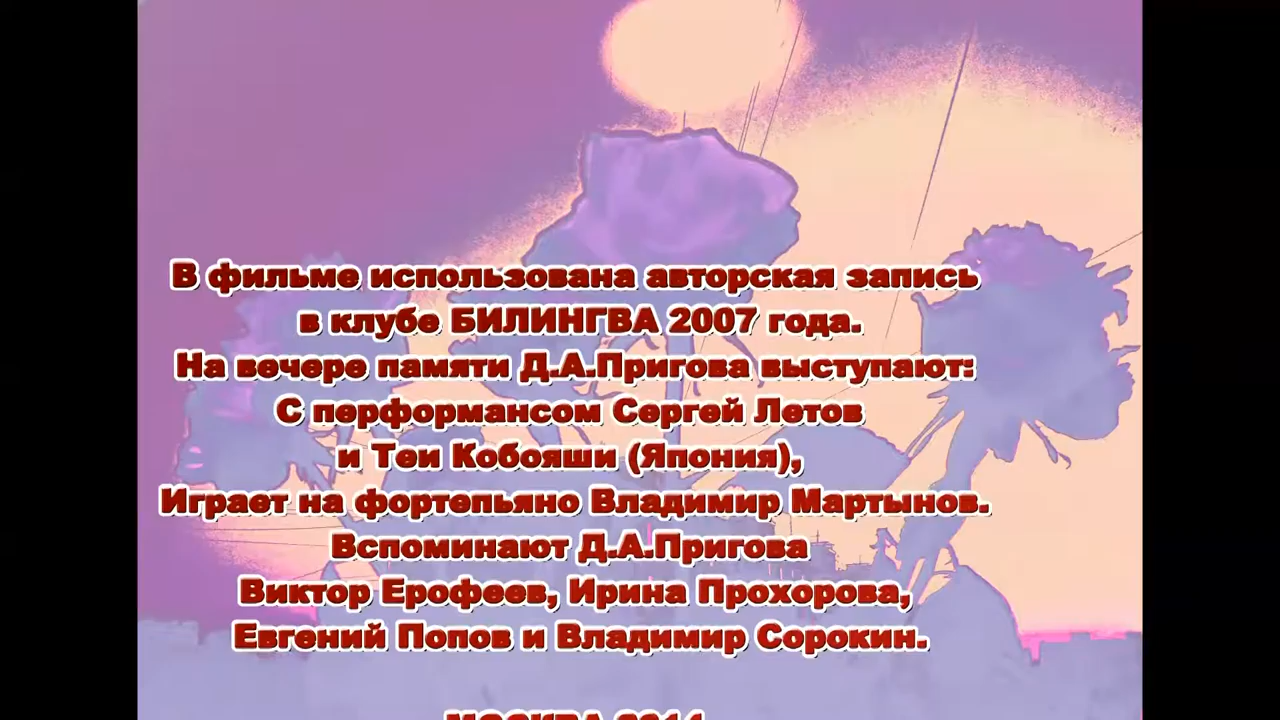 В фильме использована авторская запись
в клубе БИЛИНГВА 2007 года.
На вечере памяти Д.А.Пригова выступают:
С перформансом Сергей Летов
и Теи Кобояши (Япония),
Играет на фортепьяно Владимир Мартынов.
Вспоминают Д.А.Пригова
Виктор Ерофеев, Ирина Прохорова,
Евгений Попов и Владимир Сорокин.
МОСКВА